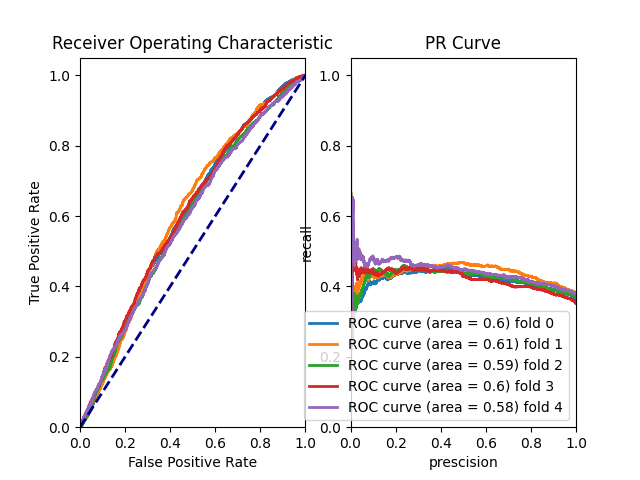 Receiver Operating Characteristic
PR Curve
1.0
0.8
0.6
0.4
0.2
0.0
True Positive Rate
0.0 0.2 0.4 0.6 0.8 1.0
False Positive Rate
1.0
0.8
0.6
0.4
0.2
0.0
recall
0.0 0.2 0.4 0.6 0.8 1.0
prescision
ROC curve (area = 0.6) fold 0
ROC curve (area = 0.61) fold 1
ROC curve (area = 0.59) fold 2
ROC curve (area = 0.6) fold 3
ROC curve (area = 0.58) fold 4